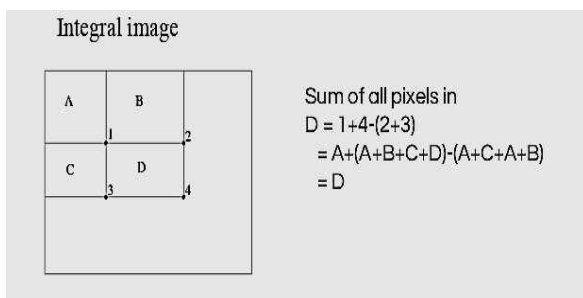 Integral image
A B
1 2
C D
3 4
Sum of all pixels in
D = 1+4-(2+3)
= A+(A+B+C+D)-(A+C+A+B)
= D